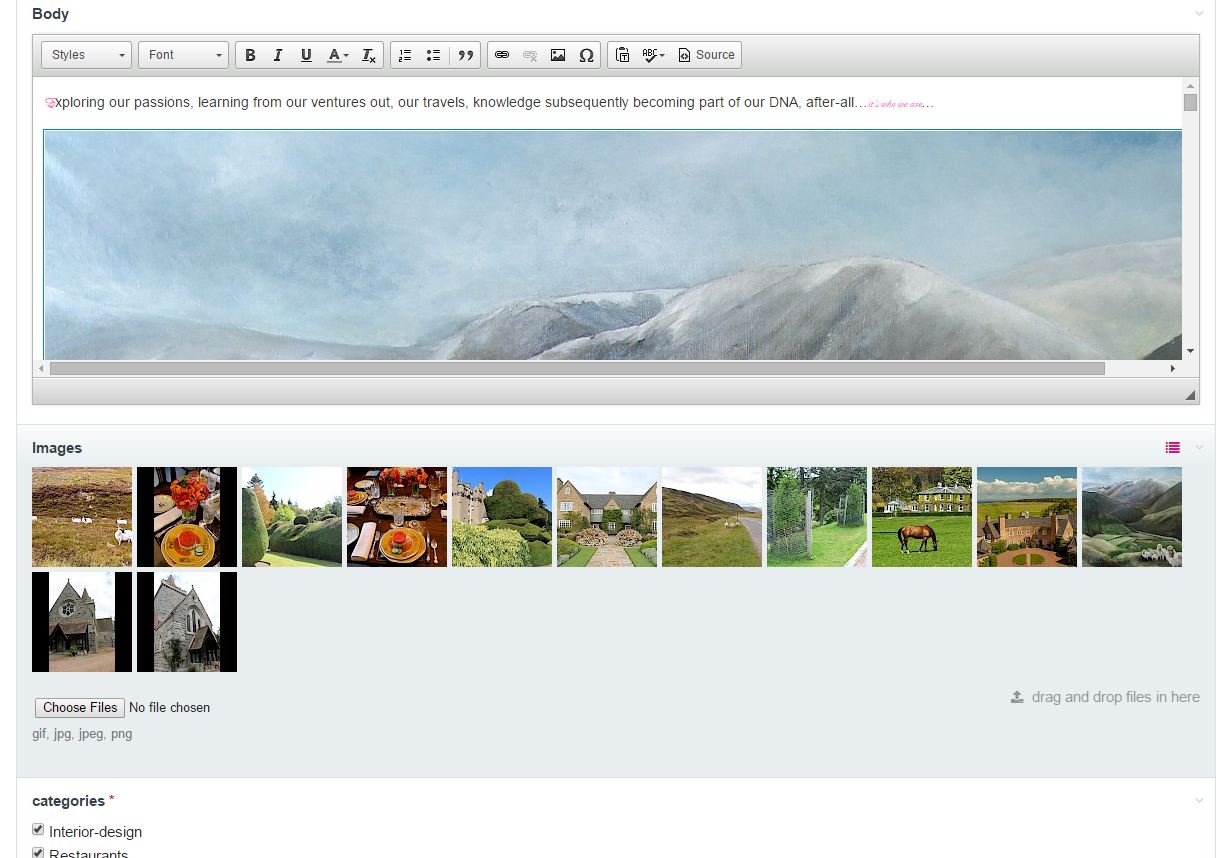 Body
Styles Font B I U A Tx ABC Source
Exploring our passions, learning from our ventures out, our travels, knowledge subsequently becoming part of our DNA, after-all...it's who we are...
Images
Choose Files No file chosen
drag and drop files in here
gif, jpg, jpeg, png
categories *
Interior-design
Restaurants